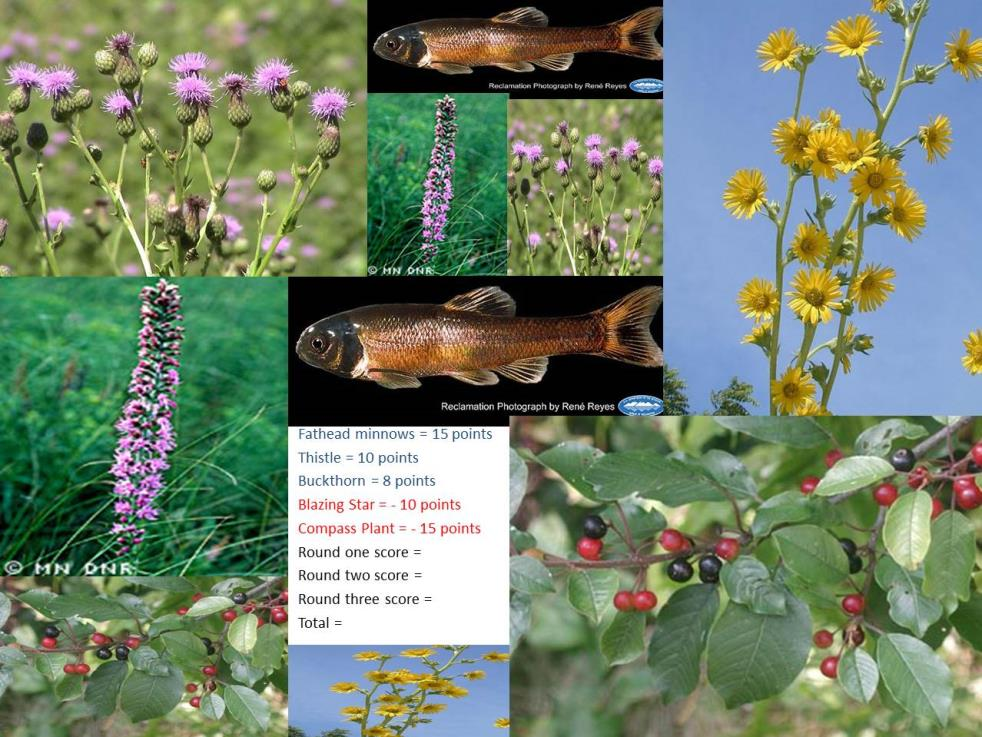 Reclamation Photograph by René Reyes
© MN DNR
Reclamation Photograph by René Reyes
© MN DNR
Fathead minnows = 15 points
Thistle = 10 points
Buckthorn = 8 points
Blazing Star = - 10 points
Compass Plant = - 15 points
Round one score =
Round two score =
Round three score =
Total =